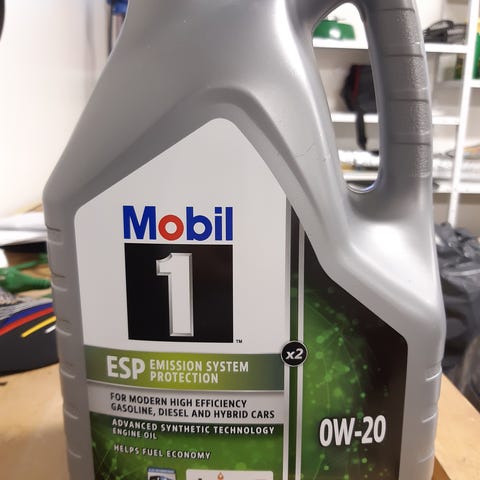 Mobil
1
™
x2
ESP EMISSION SYSTEM
PROTECTION
FOR MODERN HIGH EFFICIENCY
GASOLINE, DIESEL AND HYBRID CARS
ADVANCED SYNTHETIC TECHNOLOGY
ENGINE OIL
HELPS FUEL ECONOMY
0W-20